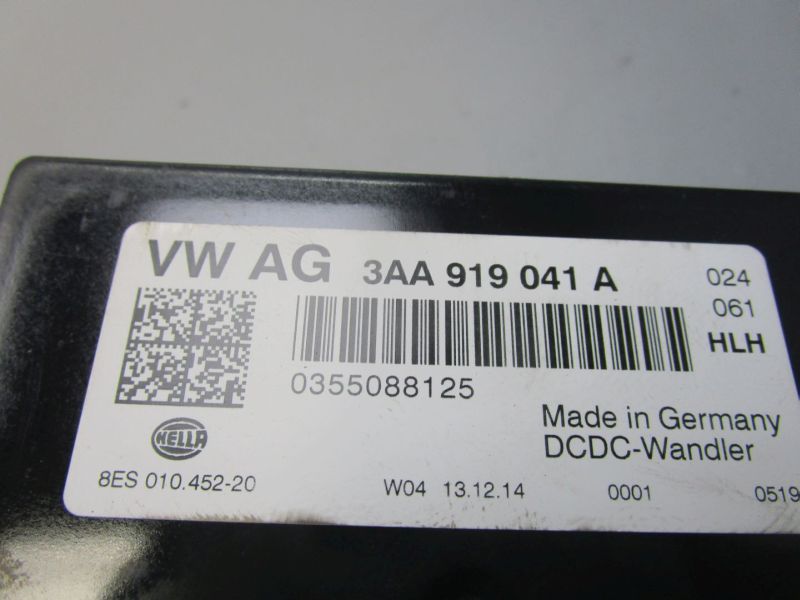 VW AG 3AA 919 041 A 024
061
HLH
0355088125
Made in Germany
DCDC-Wandler
HELLA
8ES 010.452-20 W04 13.12.14 0001 0519